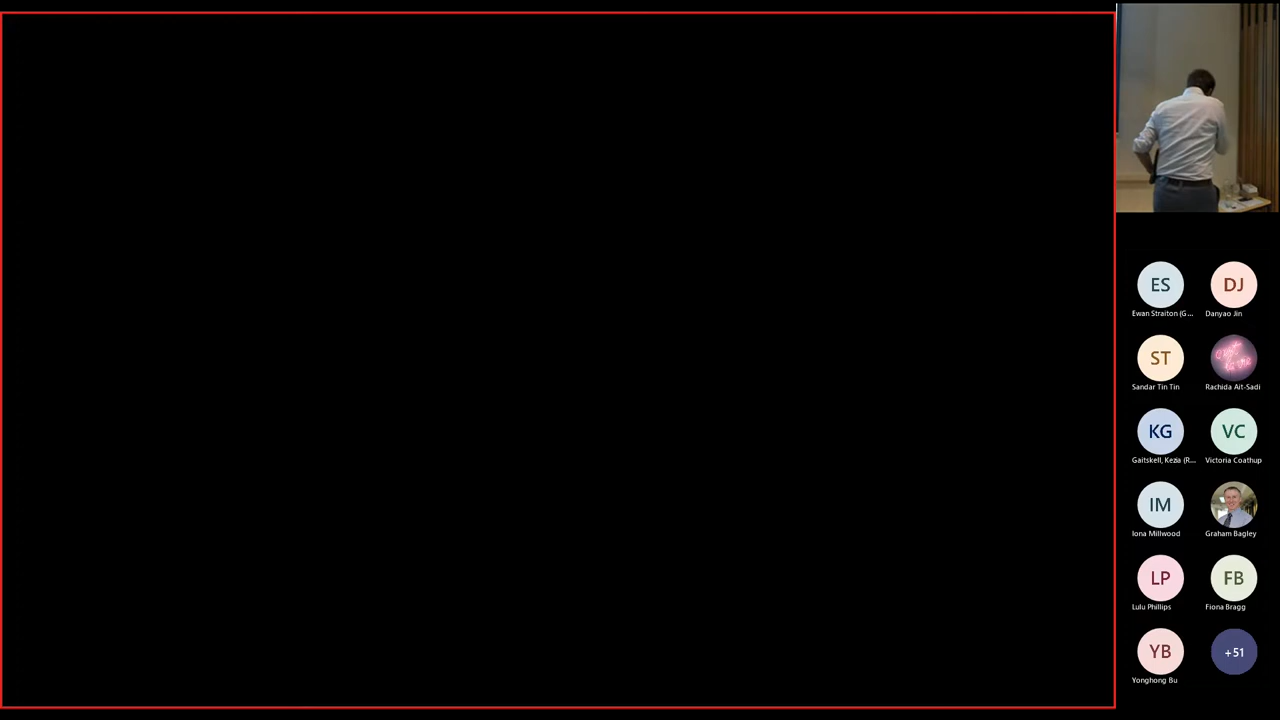 ES DJ
Ewan Straiton (G... Danyao Jin
ST
Sandar Tin Tin Rachida Ait-Sadi
KG VC
Gaitskell, Kezia (R... Victoria Coathup
IM
Iona Millwood Graham Bagley
LP FB
Lulu Phillips Fiona Bragg
YB +51
Yonghong Bu